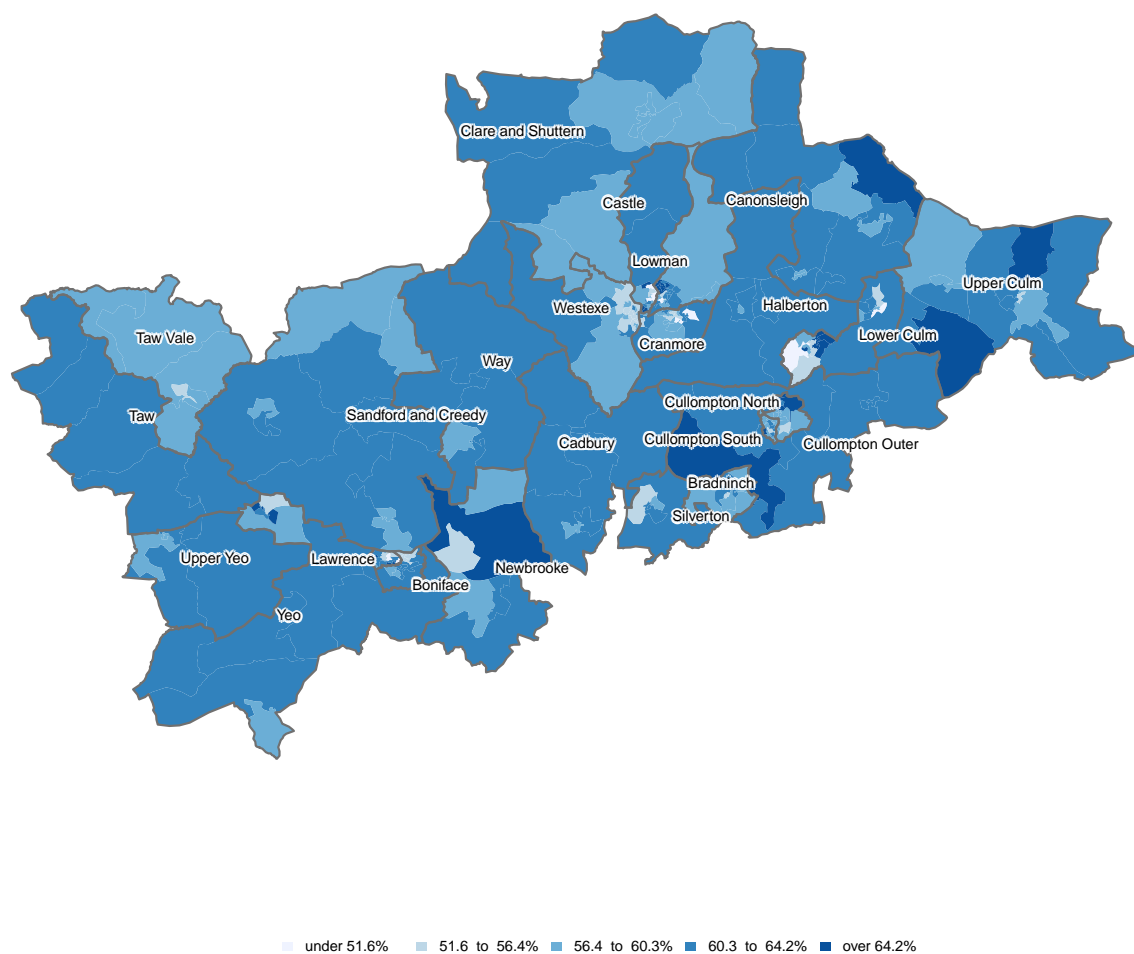 Clare and Shuttern
Castle
Canonsleigh
Lowman
Upper Culm
Westexe
Halberton
Taw Vale
Lower Culm
Cranmore
Way
Cullompton North
Taw
Sandford and Creedy
Cadbury
Cullompton South
Cullompton Outer
Bradninch
Silverton
Upper Yeo
Lawrence
Newbrooke
Boniface
Yeo
under 51.6% 51.6 to 56.4% 56.4 to 60.3% 60.3 to 64.2% over 64.2%